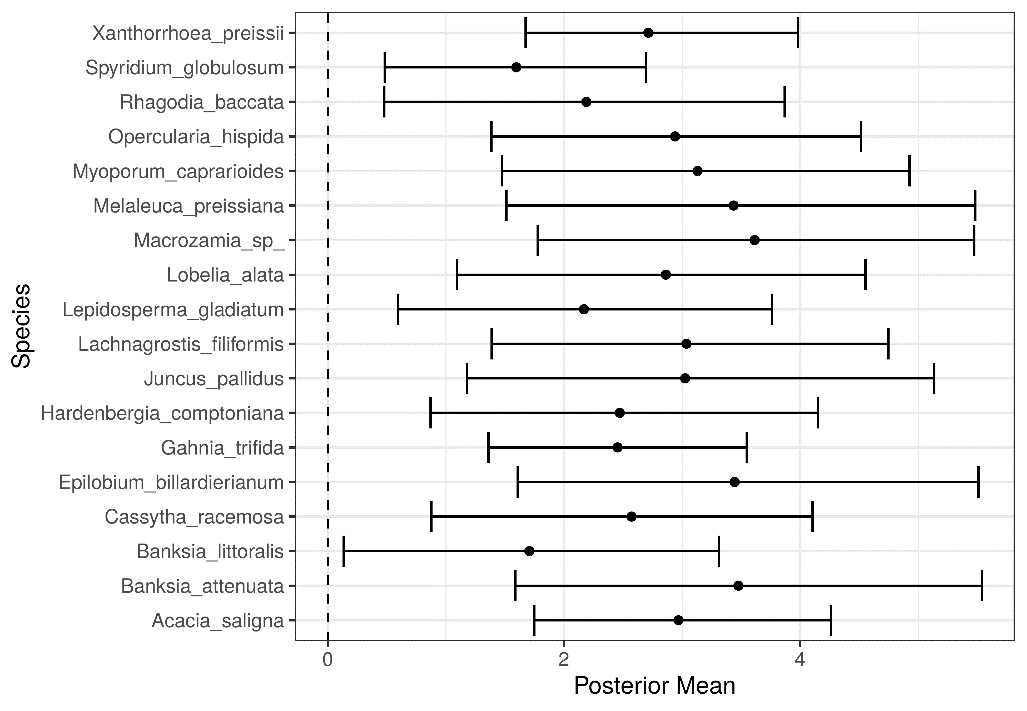 Species
Xanthorrhoea_preissii
Spyridium_globulosum
Rhagodia_baccata
Opercularia_hispida
Myoporum_caprarioides
Melaleuca_preissiana
Macrozamia_sp_
Lobelia_alata
Lepidosperma_gladiatum
Lachnagrostis_filiformis
Juncus_pallidus
Hardenbergia_comptoniana
Gahnia_trifida
Epilobium_billardierianum
Cassytha_racemosa
Banksia_littoralis
Banksia_attenuata
Acacia_saligna
0 2 4
Posterior Mean